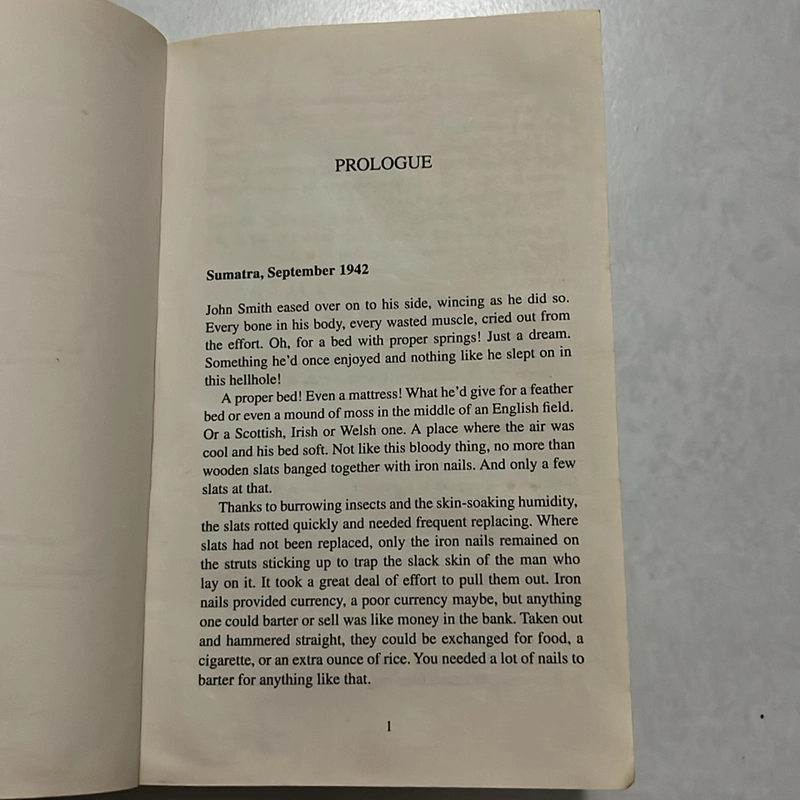 PROLOGUE
Sumatra, September 1942
John Smith eased over on to his side, wincing as he did so.
Every bone in his body, every wasted muscle, cried out from
the effort. Oh, for a bed with proper springs! Just a dream.
Something he'd once enjoyed and nothing like he slept on in
this hellhole!
A proper bed! Even a mattress! What he'd give for a feather
bed or even a mound of moss in the middle of an English field.
Or a Scottish, Irish or Welsh one. A place where the air was
cool and his bed soft. Not like this bloody thing, no more than
wooden slats banged together with iron nails. And only a few
slats at that.
Thanks to burrowing insects and the skin-soaking humidity,
the slats rotted quickly and needed frequent replacing. Where
slats had not been replaced, only the iron nails remained on
the struts sticking up to trap the slack skin of the man who
lay on it. It took a great deal of effort to pull them out. Iron
nails provided currency, a poor currency maybe, but anything
one could barter or sell was like money in the bank. Taken out
and hammered straight, they could be exchanged for food, a
cigarette, or an extra ounce of rice. You needed a lot of nails to
barter for anything like that.
1